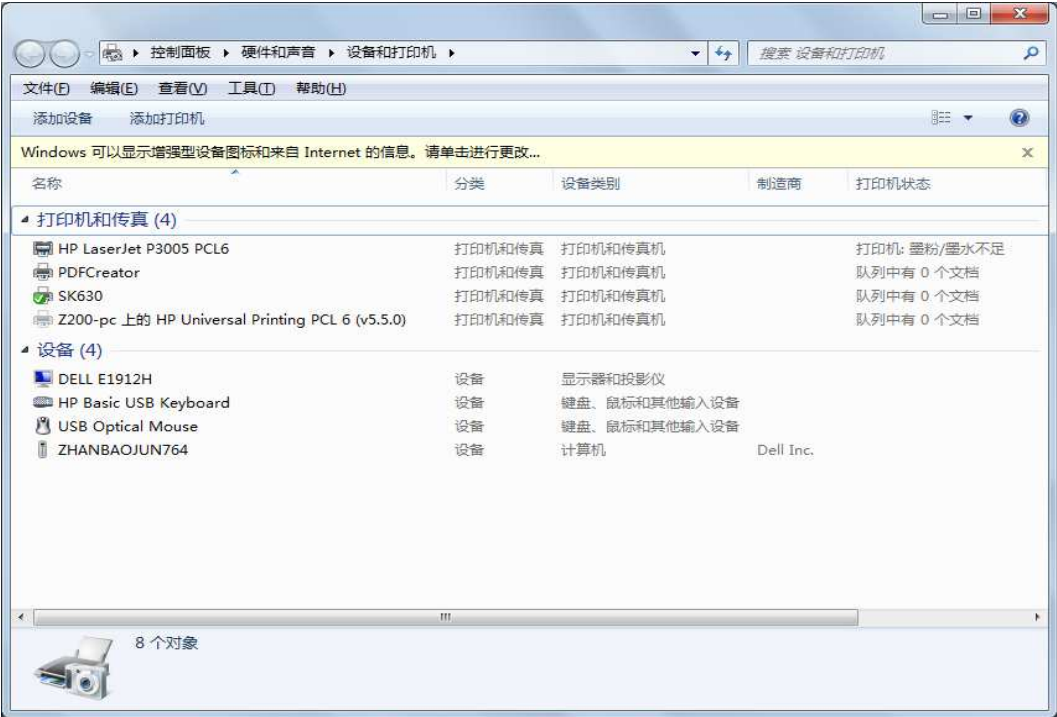 控制面板 硬件和声音 设备和打印机 搜索 设备和打印机
文件(F) 编辑(E) 查看(V) 工具(T) 帮助(H)
添加设备 添加打印机
Windows 可以显示增强型设备图标和来自 Internet 的信息。请单击进行更改...
名称 分类 设备类别 制造商 打印机状态
打印机和传真 (4)
HP LaserJet P3005 PCL6 打印机和传真 打印机和传真机 打印机: 墨粉/墨水不足
PDFCreator 打印机和传真 打印机和传真机 队列中有 0 个文档
SK630 打印机和传真 打印机和传真机 队列中有 0 个文档
Z200-pc 上的 HP Universal Printing PCL 6 (v5.5.0) 打印机和传真 打印机和传真机 队列中有 0 个文档
设备 (4)
DELL E1912H 设备 显示器和投影仪
HP Basic USB Keyboard 设备 键盘、鼠标和其他输入设备
USB Optical Mouse 设备 键盘、鼠标和其他输入设备
ZHANBAOJUN764 设备 计算机 Dell Inc.
8 个对象